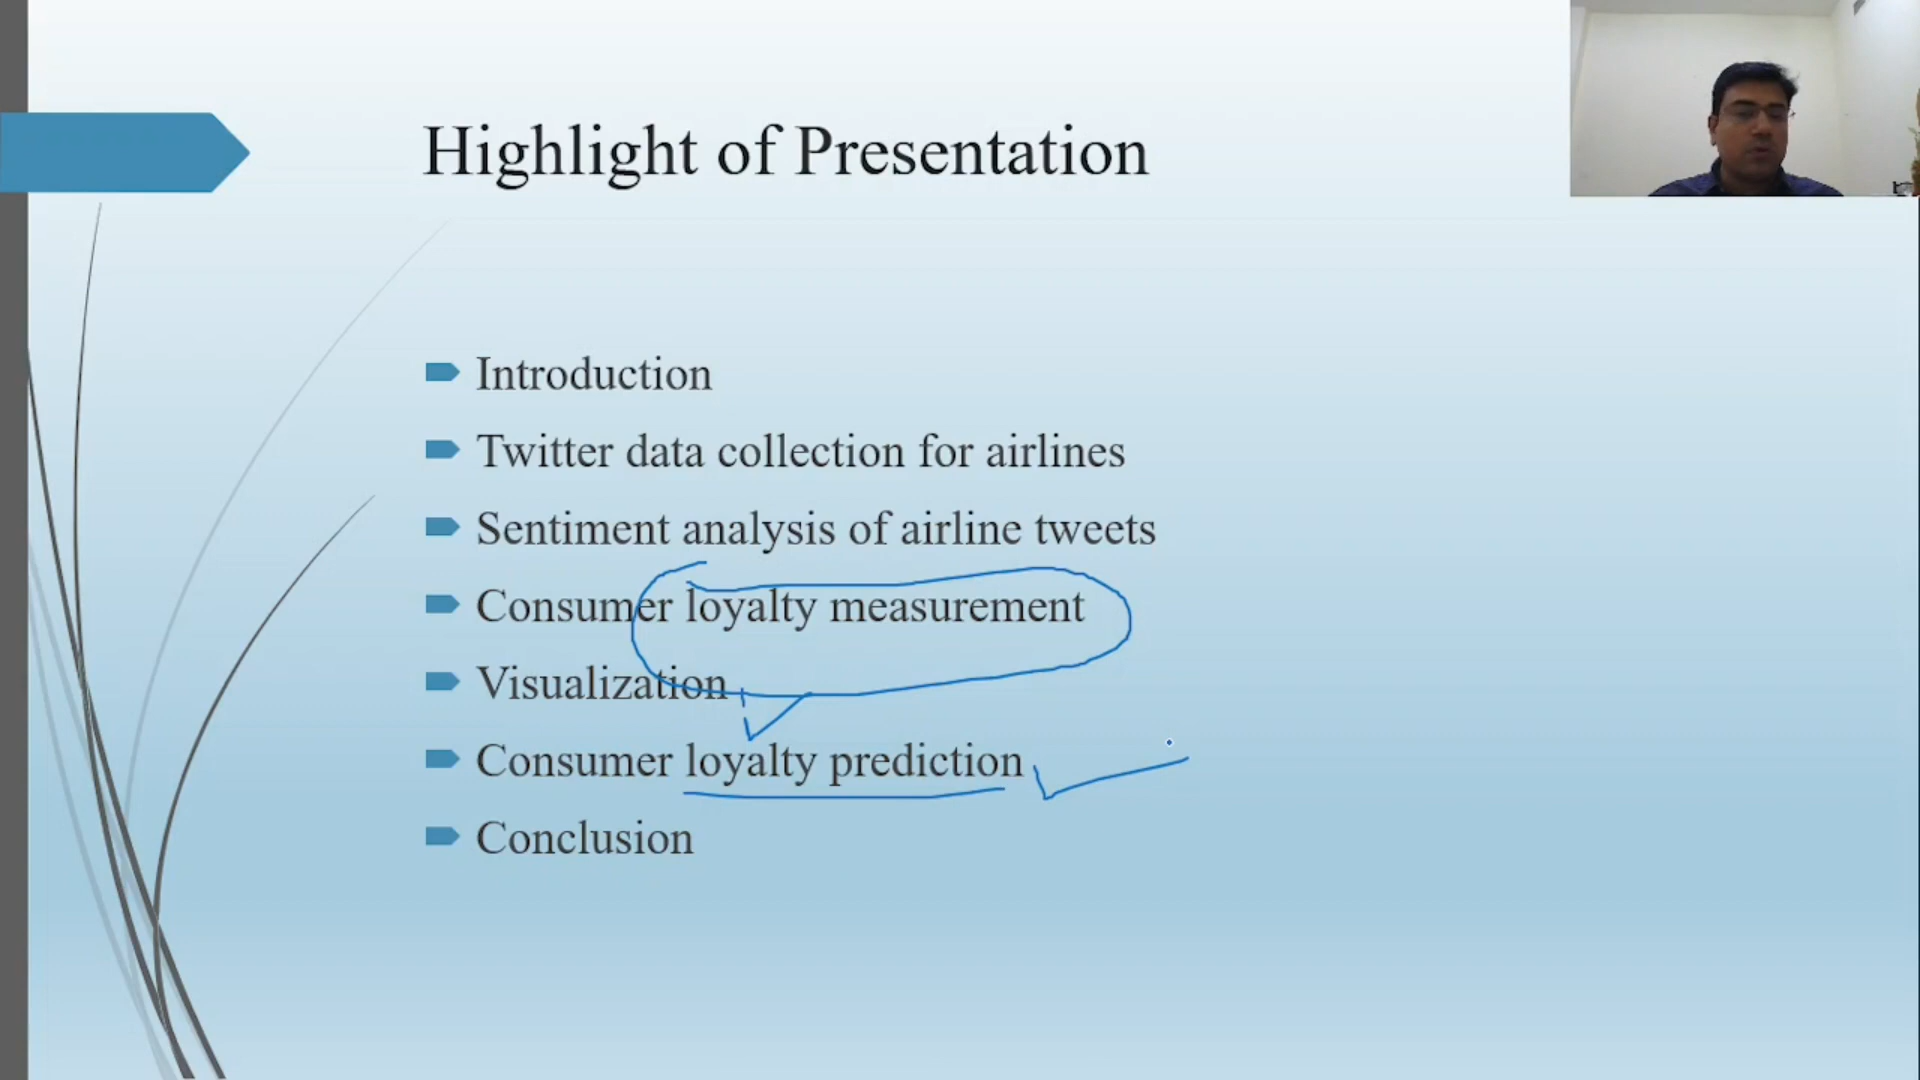 Highlight of Presentation
Introduction
Twitter data collection for airlines
Sentiment analysis of airline tweets
Consumer loyalty measurement
Visualization
Consumer loyalty prediction
Conclusion